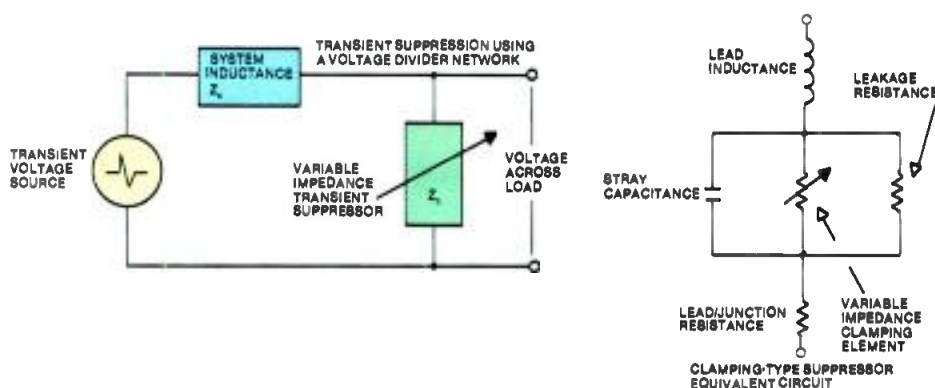 TRANSIENT SUPPRESSION USING
A VOLTAGE DIVIDER NETWORK
SYSTEM
INDUCTANCE
Zs
TRANSIENT
VOLTAGE
SOURCE
VARIABLE
IMPEDANCE
TRANSIENT
SUPPRESSOR
VOLTAGE
ACROSS
LOAD
LEAD
INDUCTANCE
LEAKAGE
RESISTANCE
STRAY
CAPACITANCE
LEAD/JUNCTION
RESISTANCE
VARIABLE
IMPEDANCE
CLAMPING
ELEMENT
CLAMPING-TYPE SUPPRESSOR
EQUIVALENT CIRCUIT